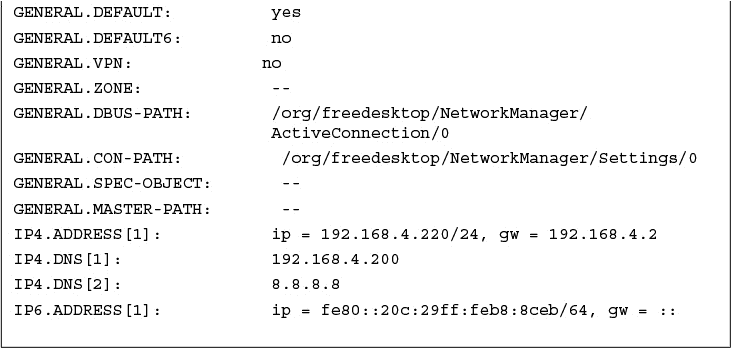 GENERAL.DEFAULT: yes
GENERAL.DEFAULT6: no
GENERAL.VPN: no
GENERAL.ZONE: --
GENERAL.DBUS-PATH: /org/freedesktop/NetworkManager/
ActiveConnection/0
GENERAL.CON-PATH: /org/freedesktop/NetworkManager/Settings/0
GENERAL.SPEC-OBJECT: --
GENERAL.MASTER-PATH: --
IP4.ADDRESS[1]: ip = 192.168.4.220/24, gw = 192.168.4.2
IP4.DNS[1]: 192.168.4.200
IP4.DNS[2]: 8.8.8.8
IP6.ADDRESS[1]: ip = fe80::20c:29ff:feb8:8ceb/64, gw = ::